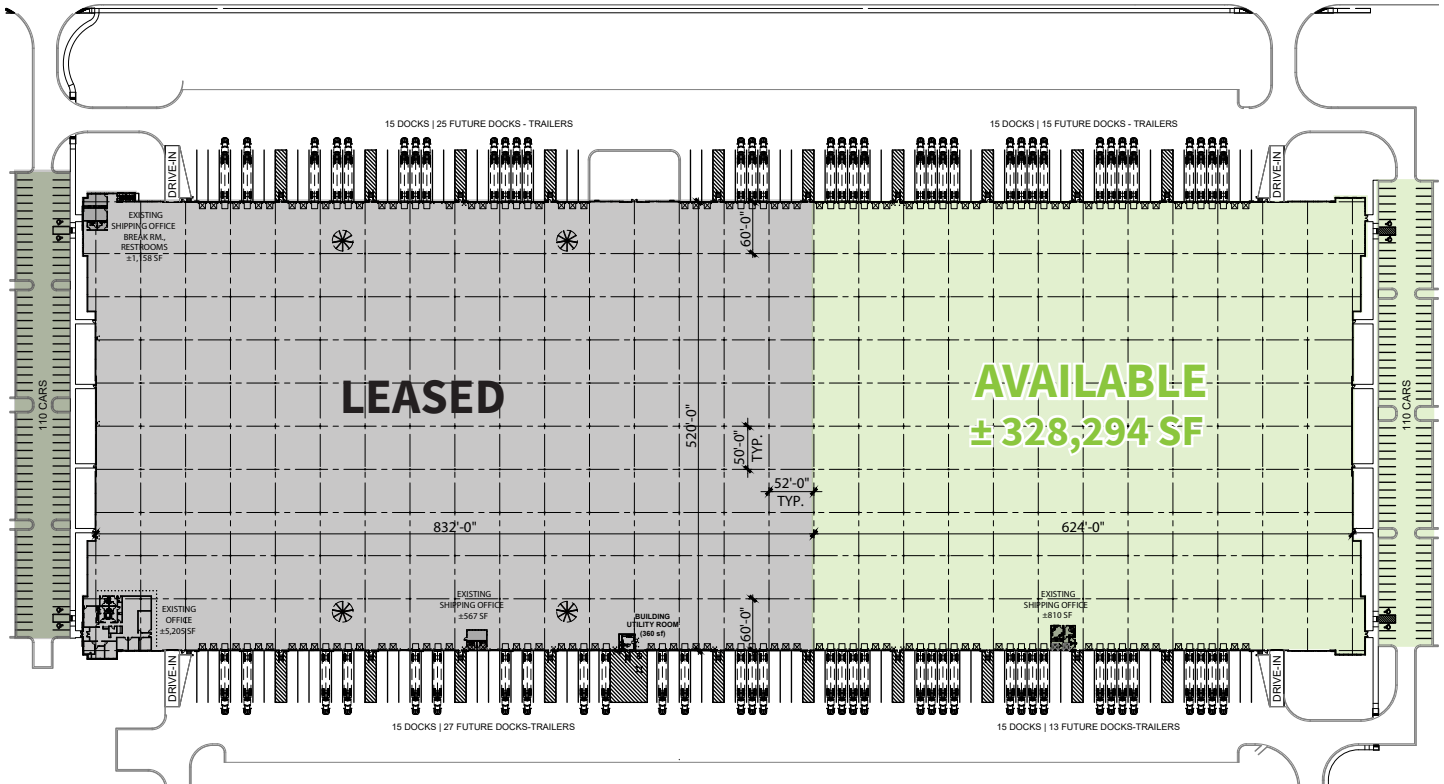 15 DOCKS | 25 FUTURE DOCKS - TRAILERS
15 DOCKS | 15 FUTURE DOCKS - TRAILERS
DRIVE-IN
DRIVE-IN
EXISTING
SHIPPING OFFICE
BREAK RM.,
RESTROOMS
±1,158 SF
60'-0"
110 CARS
LEASED
520'-0"
50'-0"
TYP.
52'-0"
TYP.
AVAILABLE
± 328,294 SF
110 CARS
832'-0"
624'-0"
EXISTING
OFFICE
±5,205 SF
EXISTING
SHIPPING OFFICE
±567 SF
BUILDING
UTILITY ROOM
(360 sf)
60'-0"
EXISTING
SHIPPING OFFICE
±810 SF
DRIVE-IN
DRIVE-IN
15 DOCKS | 27 FUTURE DOCKS-TRAILERS
15 DOCKS | 13 FUTURE DOCKS-TRAILERS